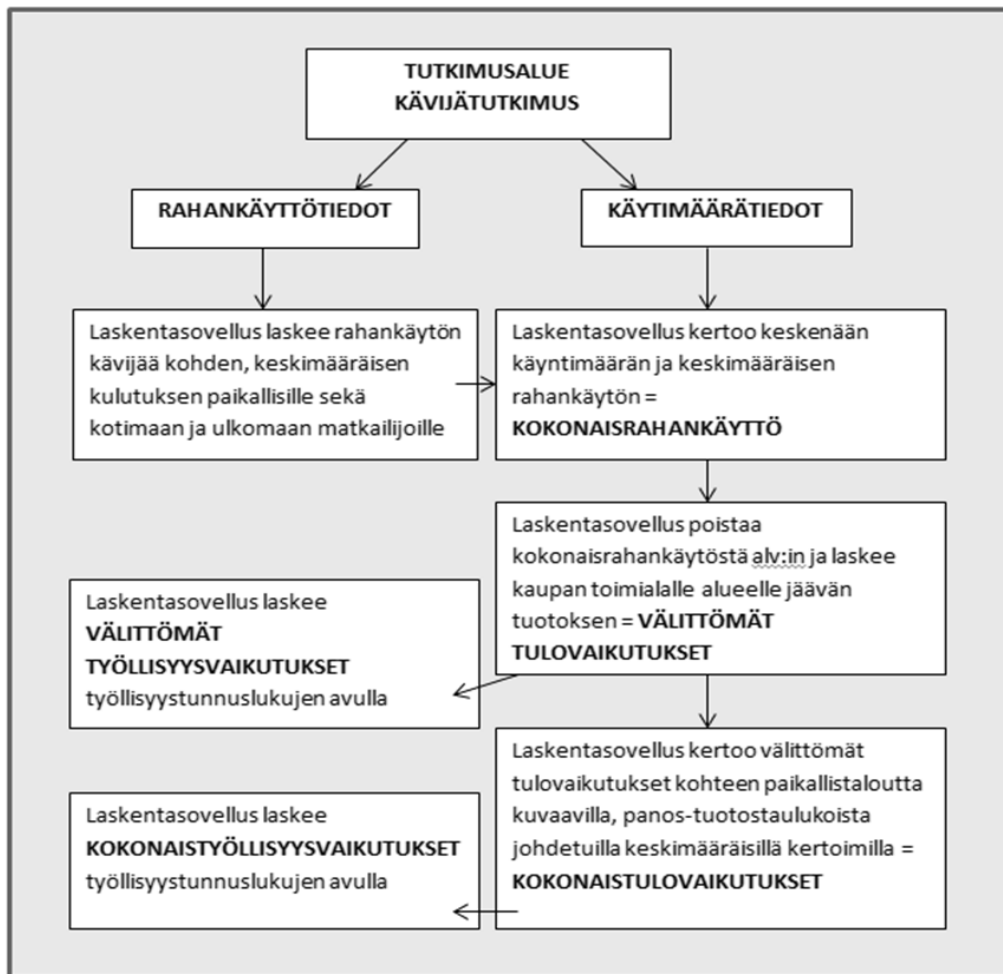 TUTKIMUSALUE
KÄVIJÄTUTKIMUS
RAHANKÄYTTÖTIEDOT
KÄYTIMÄÄRÄTIEDOT
Laskentasovellus laskee rahankäytön
kävijää kohden, keskimääräisen
kulutuksen paikallisille sekä
kotimaan ja ulkomaan matkailijoille
Laskentasovellus kertoo keskenään
käyntimäärän ja keskimääräisen
rahankäytön =
KOKONAISRAHANKÄYTTÖ
Laskentasovellus poistaa
kokonaisrahankäytöstä alv:in ja laskee
kaupan toimialalle alueelle jäävän
tuotoksen = VÄLITTÖMÄT
TULOVAIKUTUKSET
Laskentasovellus laskee
VÄLITTÖMÄT
TYÖLLISYYSVAIKUTUKSET
työllisyystunnuslukujen avulla
Laskentasovellus kertoo välittömät
tulovaikutukset kohteen paikallistaloutta
kuvaavilla, panos-tuotostaulukoista
johdetuilla keskimääräisillä kertoimilla =
KOKONAISTULOVAIKUTUKSET
Laskentasovellus laskee
KOKONAISTYÖLLISYYSVAIKUTUKSET
työllisyystunnuslukujen avulla